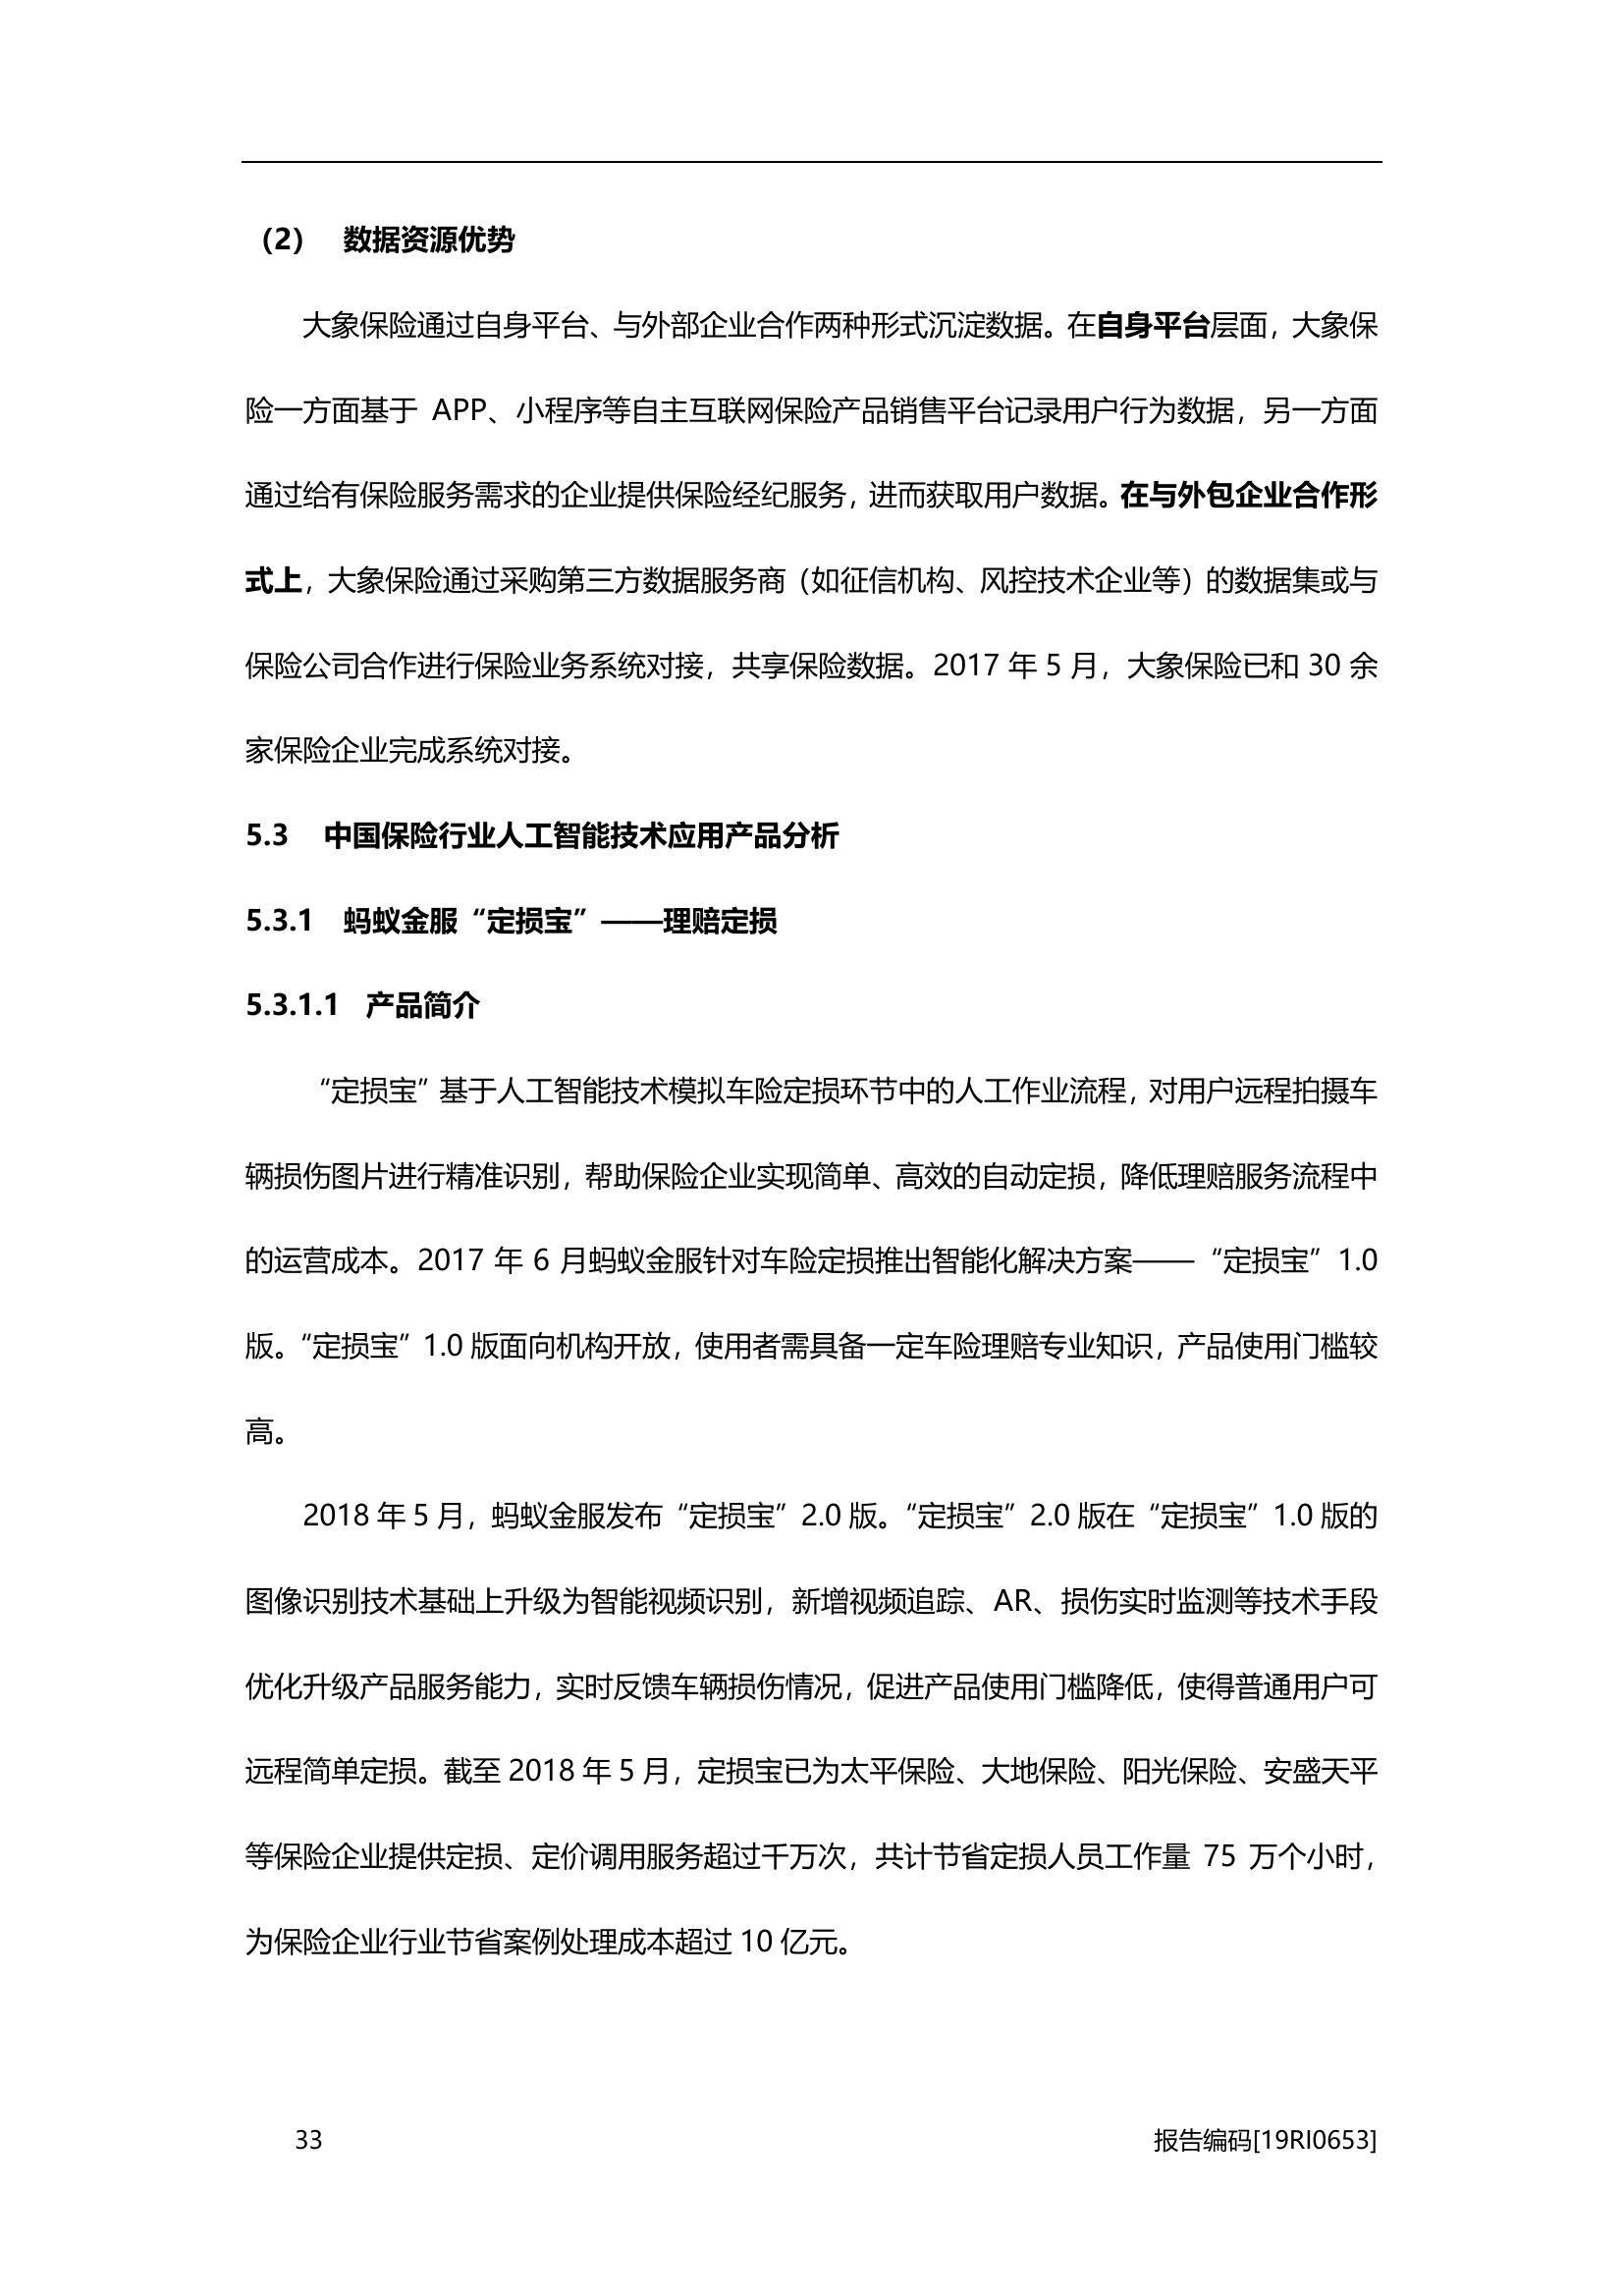 （2） 数据资源优势
大象保险通过自身平台、与外部企业合作两种形式沉淀数据。在自身平台层面，大象保
险一方面基于 APP、小程序等自主互联网保险产品销售平台记录用户行为数据，另一方面
通过给有保险服务需求的企业提供保险经纪服务，进而获取用户数据。在与外包企业合作形
式上，大象保险通过采购第三方数据服务商（如征信机构、风控技术企业等）的数据集或与
保险公司合作进行保险业务系统对接，共享保险数据。2017 年 5 月，大象保险已和 30 余
家保险企业完成系统对接。
5.3 中国保险行业人工智能技术应用产品分析
5.3.1 蚂蚁金服“定损宝”——理赔定损
5.3.1.1 产品简介
“定损宝”基于人工智能技术模拟车险定损环节中的人工作业流程，对用户远程拍摄车
辆损伤图片进行精准识别，帮助保险企业实现简单、高效的自动定损，降低理赔服务流程中
的运营成本。2017 年 6 月蚂蚁金服针对车险定损推出智能化解决方案——“定损宝”1.0
版。“定损宝”1.0 版面向机构开放，使用者需具备一定车险理赔专业知识，产品使用门槛较
高。
2018 年 5 月，蚂蚁金服发布“定损宝”2.0 版。“定损宝”2.0 版在“定损宝”1.0 版的
图像识别技术基础上升级为智能视频识别，新增视频追踪、AR、损伤实时监测等技术手段
优化升级产品服务能力，实时反馈车辆损伤情况，促进产品使用门槛降低，使得普通用户可
远程简单定损。截至 2018 年 5 月，定损宝已为太平保险、大地保险、阳光保险、安盛天平
等保险企业提供定损、定价调用服务超过千万次，共计节省定损人员工作量 75 万个小时，
为保险企业行业节省案例处理成本超过 10 亿元。
33 报告编码[19RI0653]